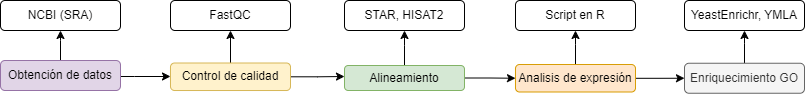 NCBI (SRA)
FastQC
STAR, HISAT2
Script en R
YeastEnrichr, YMLA
Obtención de datos
Control de calidad
Alineamiento
Analisis de expresión
Enriquecimiento GO